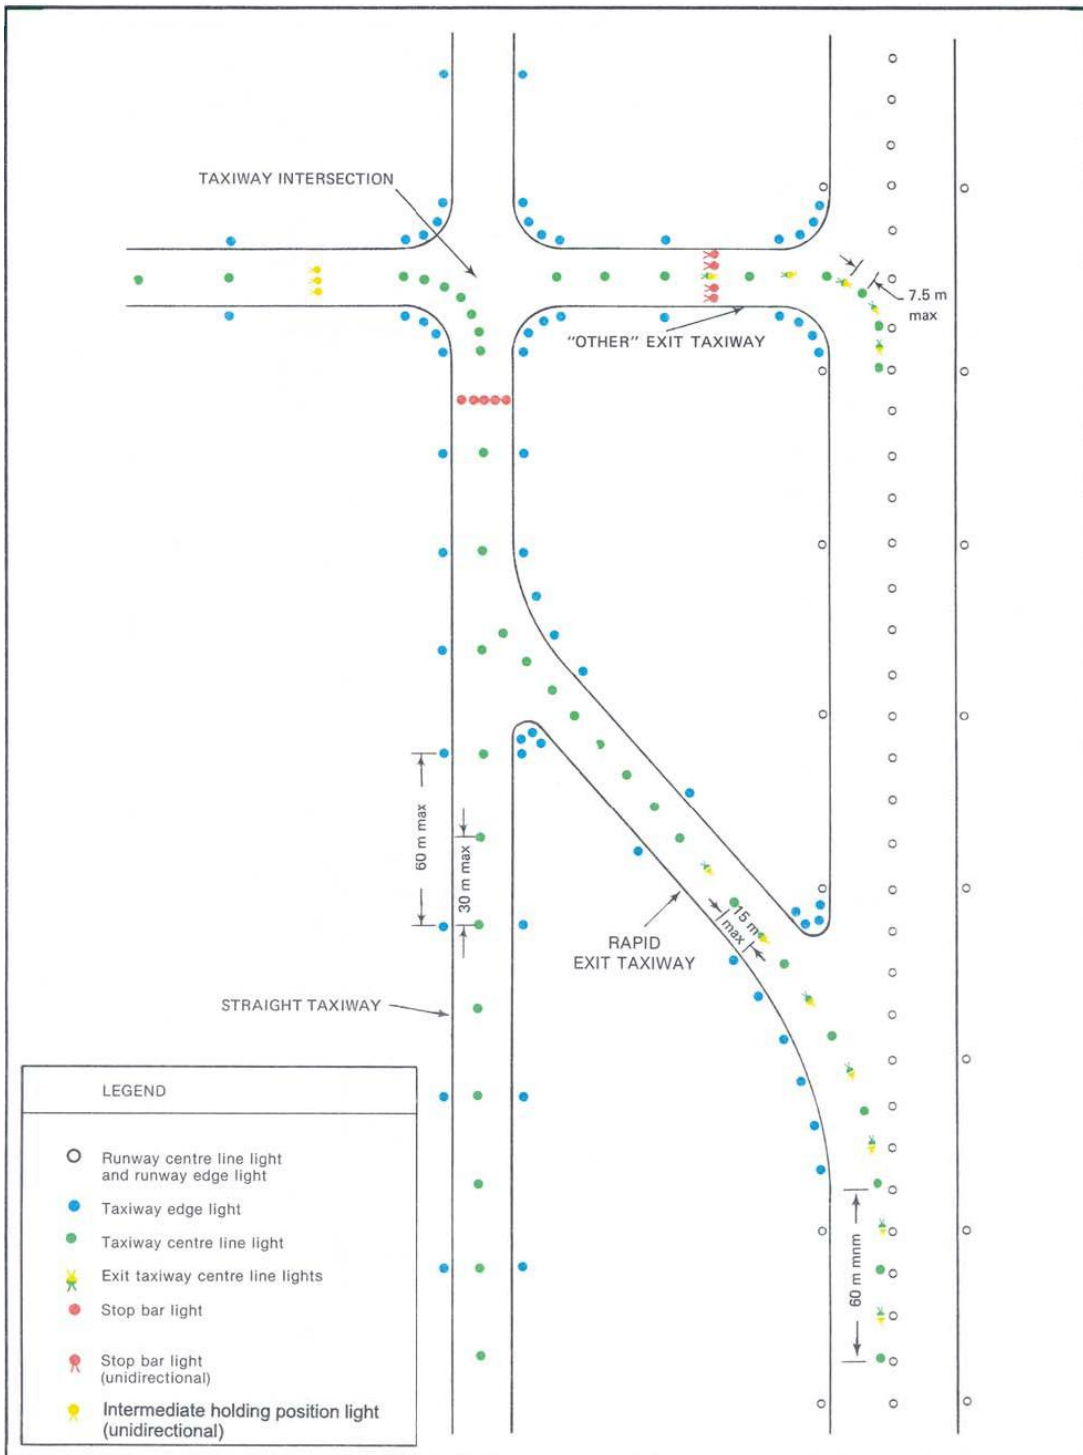 TAXIWAY INTERSECTION
7.5 m
max
"OTHER" EXIT TAXIWAY
60 m max
30 m max
15 m
max
RAPID
EXIT TAXIWAY
STRAIGHT TAXIWAY
60 m mnm
LEGEND
Runway centre line light
and runway edge light
Taxiway edge light
Taxiway centre line light
Exit taxiway centre line lights
Stop bar light
Stop bar light
(unidirectional)
Intermediate holding position light
(unidirectional)